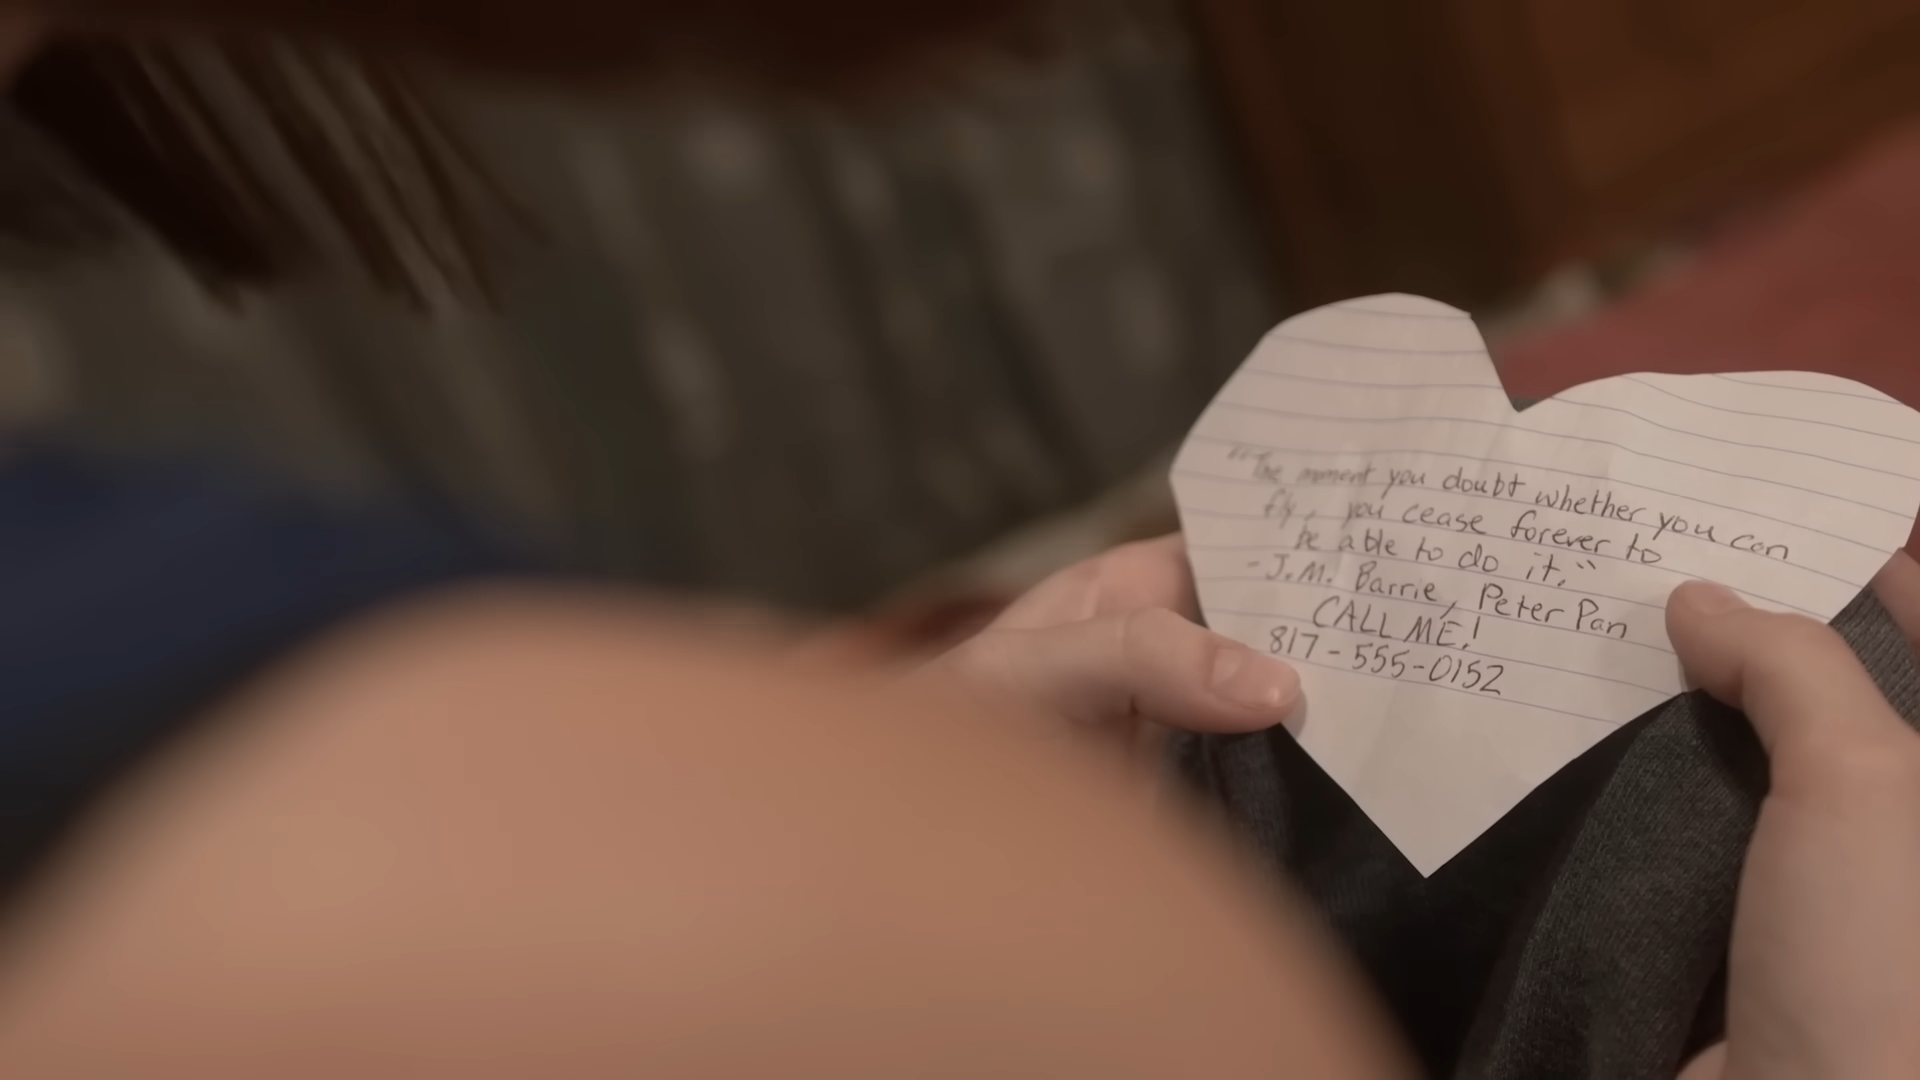 "The moment you doubt whether you can
fly, you cease forever to
be able to do it."
- J.M. Barrie, Peter Pan
CALL ME!
817-555-0152